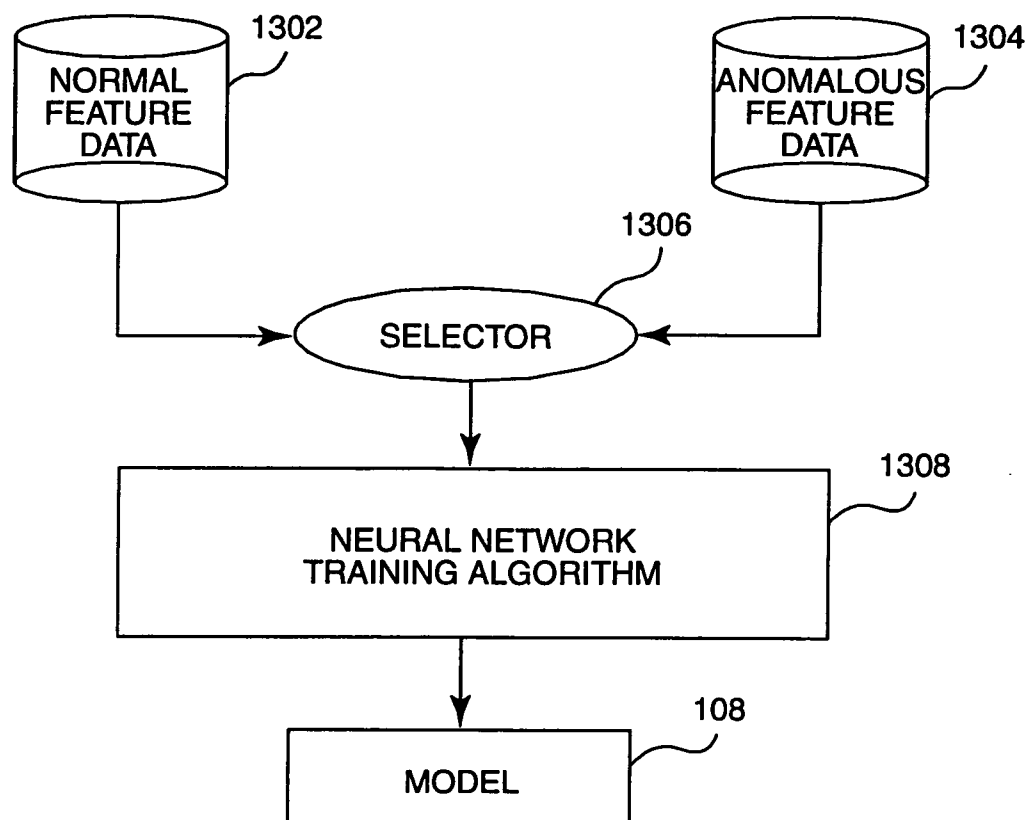 1302
NORMAL
FEATURE
DATA
1304
ANOMALOUS
FEATURE
DATA
1306
SELECTOR
1308
NEURAL NETWORK
TRAINING ALGORITHM
108
MODEL